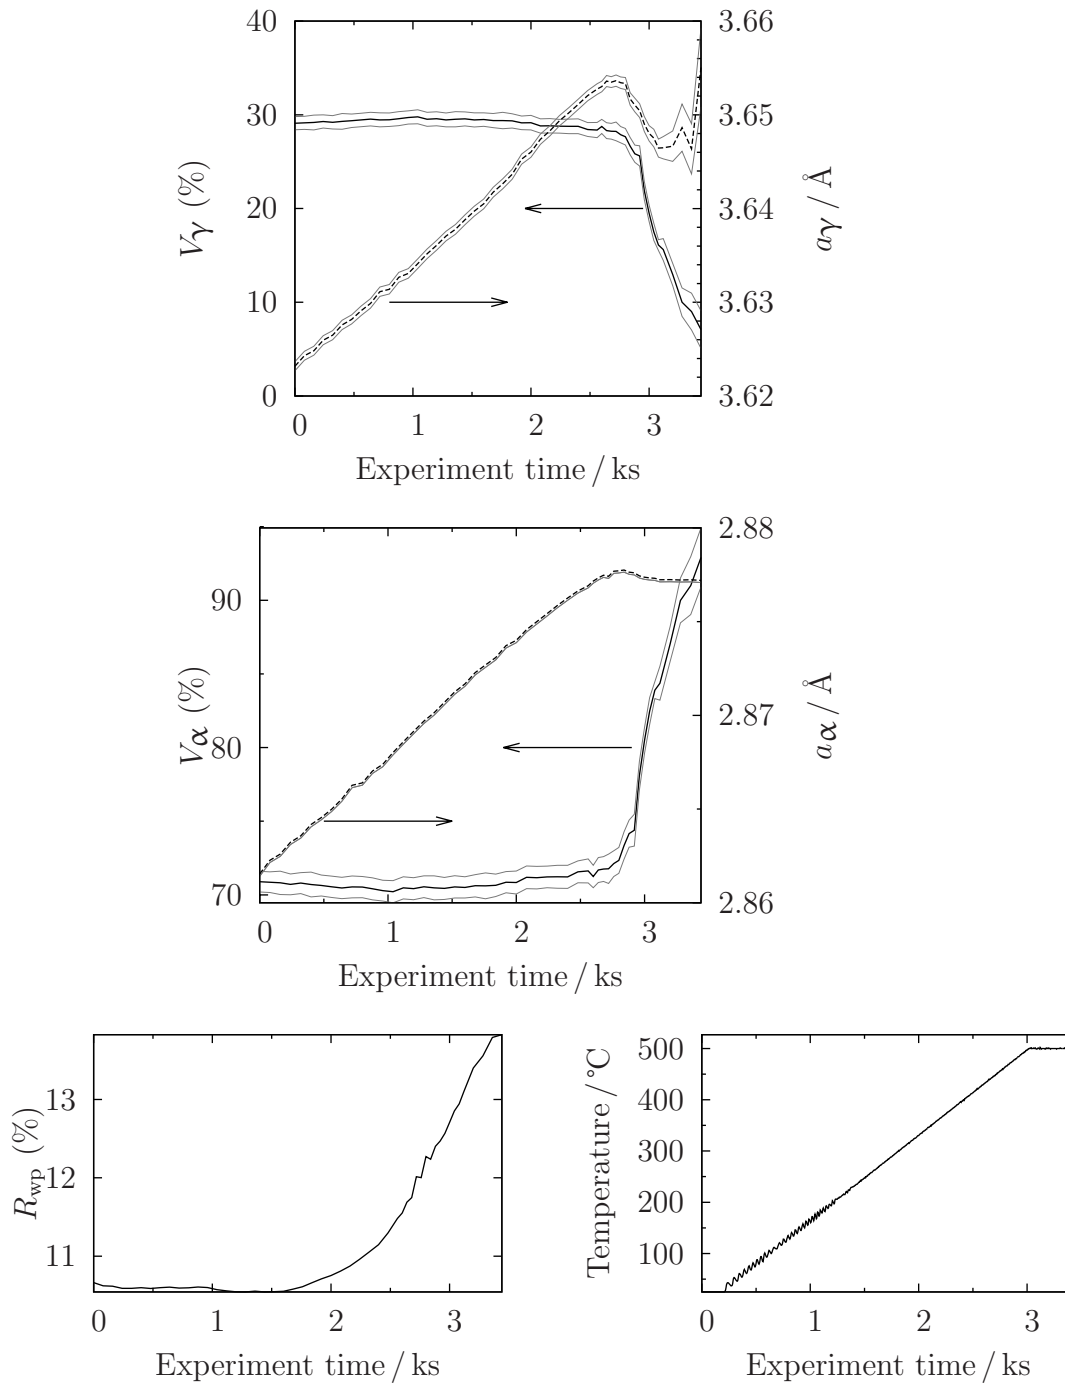 40
30
20
10
0
Vγ (%)
3.66
3.65
3.64
3.63
3.62
aγ / Å
0 1 2 3
Experiment time / ks
90
80
70
Vα (%)
2.88
2.87
2.86
aα / Å
0 1 2 3
Experiment time / ks
13
12
11
Rwp (%)
0 1 2 3
Experiment time / ks
500
400
300
200
100
Temperature / °C
0 1 2 3
Experiment time / ks